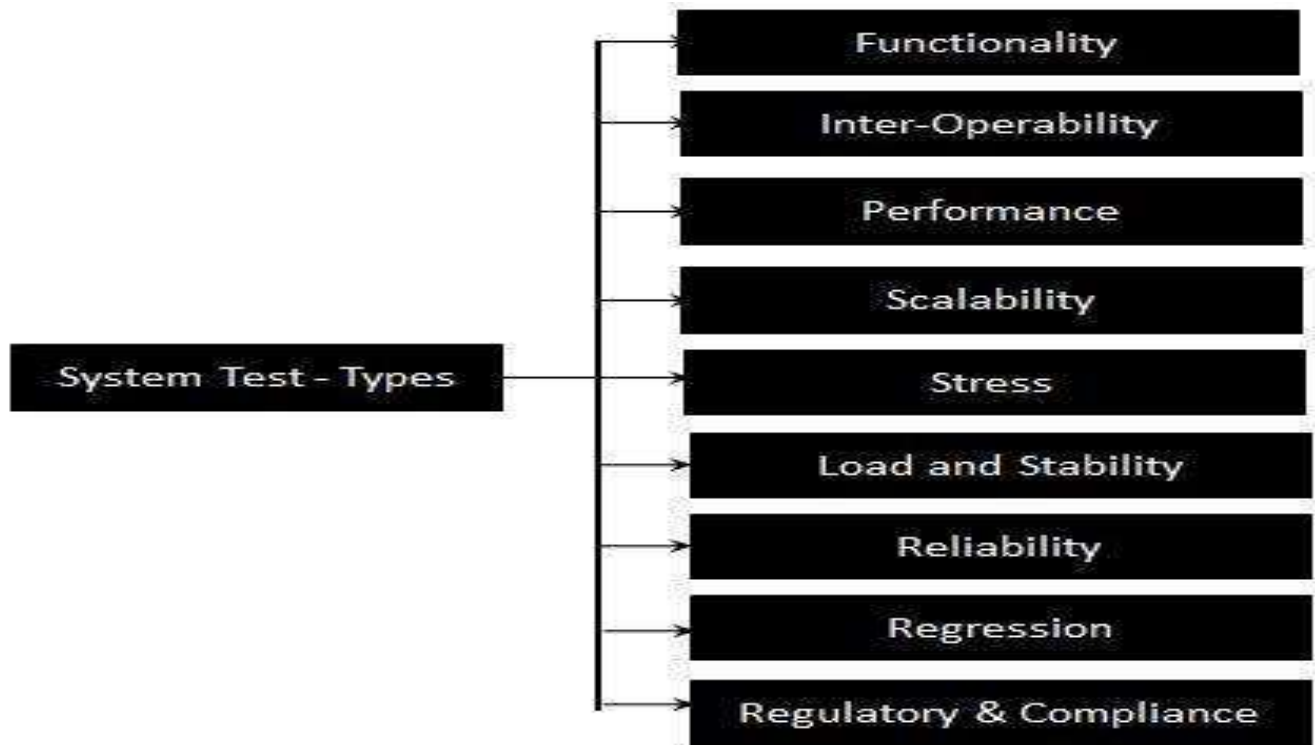 System Test - Types
Functionality
Inter-Operability
Performance
Scalability
Stress
Load and Stability
Reliability
Regression
Regulatory & Compliance